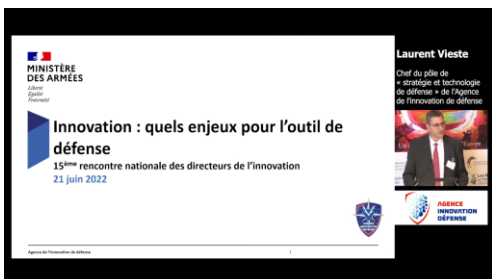 MINISTÈRE
DES ARMÉES
Liberté
Égalité
Fraternité
Innovation : quels enjeux pour l'outil de
défense
15ème rencontre nationale des directeurs de l'innovation
21 juin 2022
Agence de l'innovation de défense
1
Laurent Vieste
Chef du pôle de
« stratégie et technologie
de défense » de l'Agence
de l'innovation de défense
AGENCE
INNOVATION
DÉFENSE